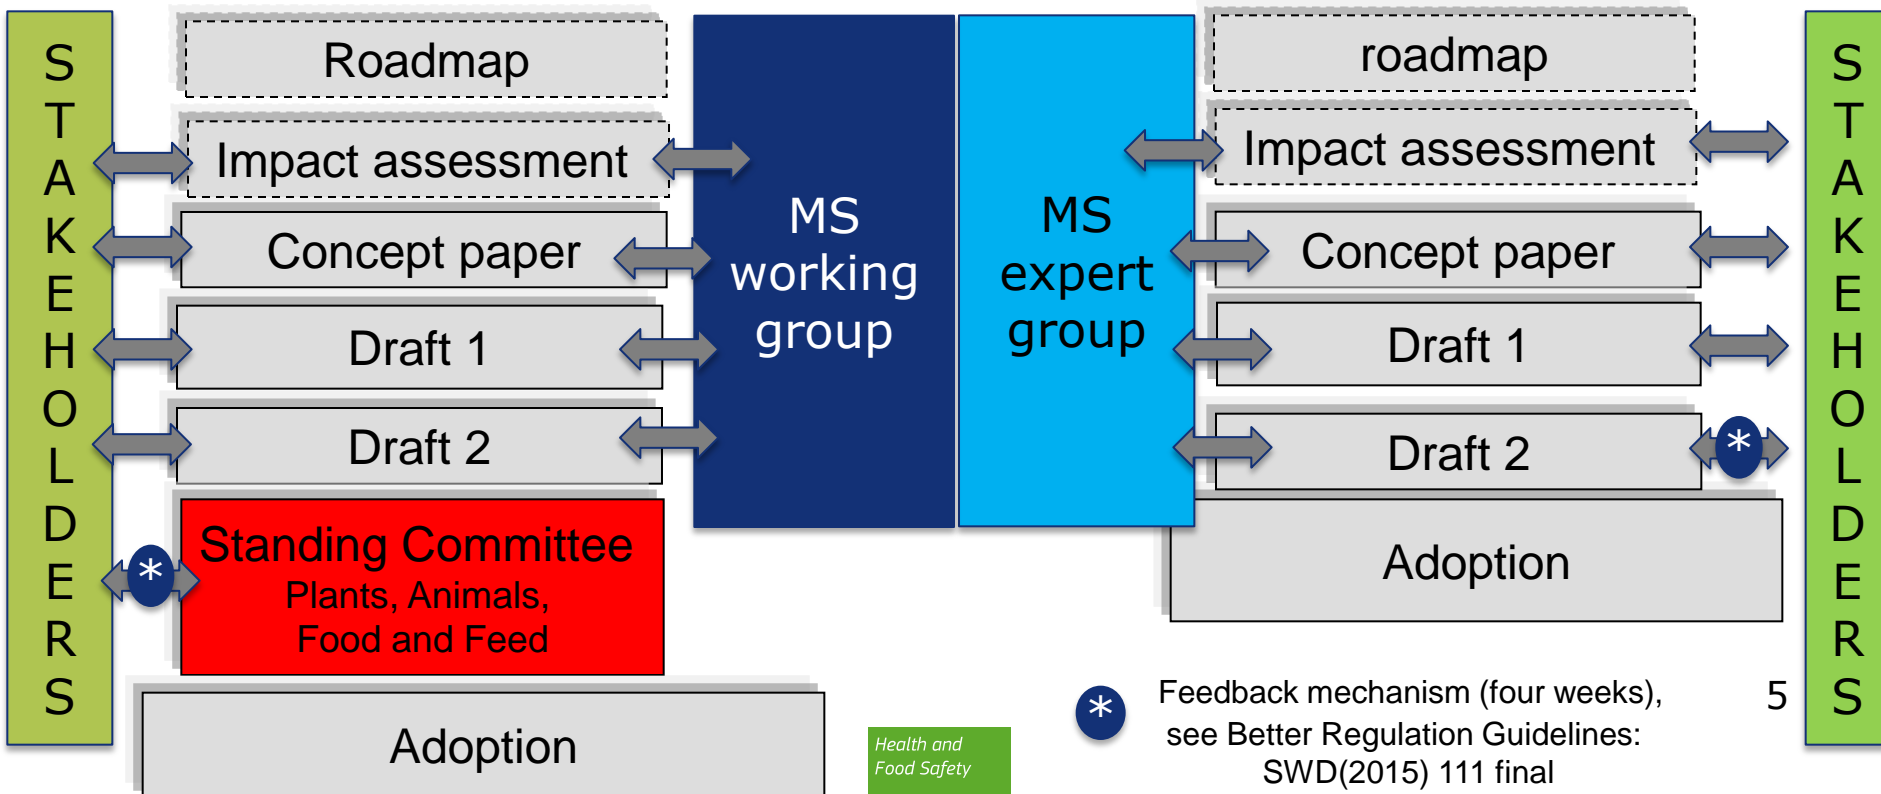 S
T
A
K
E
H
O
L
D
E
R
S
Roadmap
Impact assessment
Concept paper
Draft 1
Draft 2
*
Standing Committee
Plants, Animals,
Food and Feed
Adoption
MS
working
group
MS
expert
group
roadmap
Impact assessment
Concept paper
Draft 1
Draft 2
*
Adoption
S
T
A
K
E
H
O
L
D
E
R
S
* Feedback mechanism (four weeks),
see Better Regulation Guidelines:
SWD(2015) 111 final
5
Health and
Food Safety